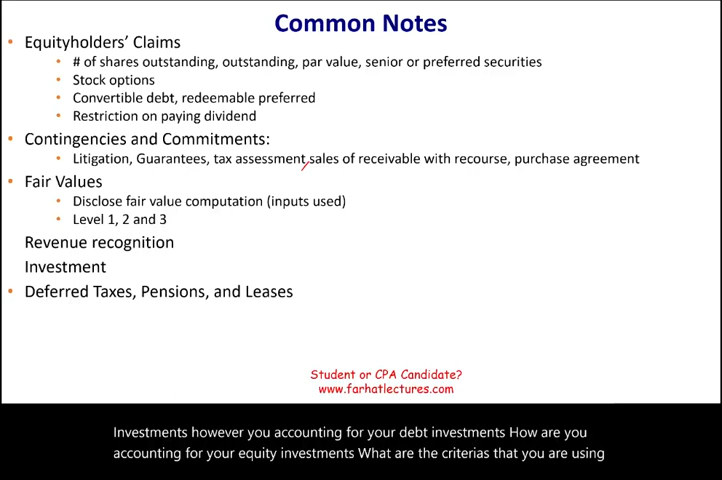 Common Notes
• Equityholders’ Claims
• # of shares outstanding, outstanding, par value, senior or preferred securities
• Stock options
• Convertible debt, redeemable preferred
• Restriction on paying dividend
• Contingencies and Commitments:
• Litigation, Guarantees, tax assessment sales of receivable with recourse, purchase agreement
• Fair Values
• Disclose fair value computation (inputs used)
• Level 1, 2 and 3
Revenue recognition
Investment
• Deferred Taxes, Pensions, and Leases
Student or CPA Candidate?
www.farhatlectures.com
Investments however you accounting for your debt investments How are you
accounting for your equity investments What are the criterias that you are using